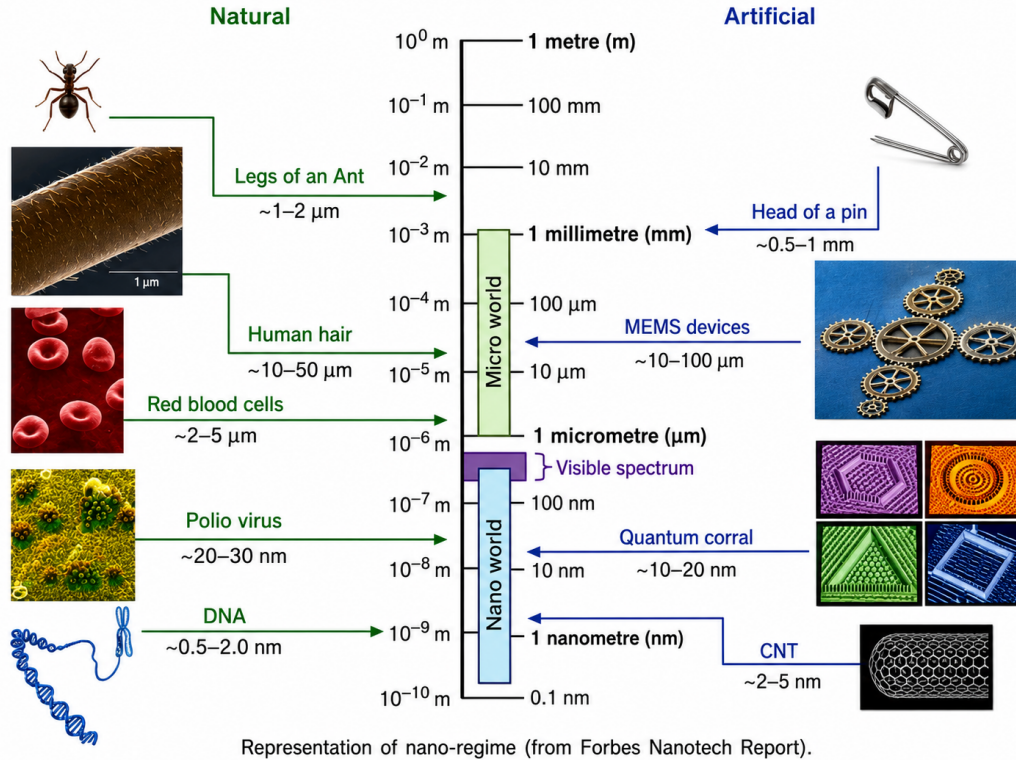 Natural
Artificial
10⁰ m
1 metre (m)
10⁻¹ m
100 mm
10⁻² m
10 mm
Legs of an Ant
~1–2 μm
Head of a pin
~0.5–1 mm
10⁻³ m
1 millimetre (mm)
1 μm
10⁻⁴ m
100 μm
Micro world
Human hair
~10–50 μm
MEMS devices
~10–100 μm
10⁻⁵ m
10 μm
Red blood cells
~2–5 μm
10⁻⁶ m
1 micrometre (μm)
Visible spectrum
10⁻⁷ m
100 nm
Polio virus
~20–30 nm
Nano world
Quantum corral
~10–20 nm
10⁻⁸ m
10 nm
DNA
~0.5–2.0 nm
10⁻⁹ m
1 nanometre (nm)
CNT
~2–5 nm
10⁻¹⁰ m
0.1 nm
Representation of nano-regime (from Forbes Nanotech Report).